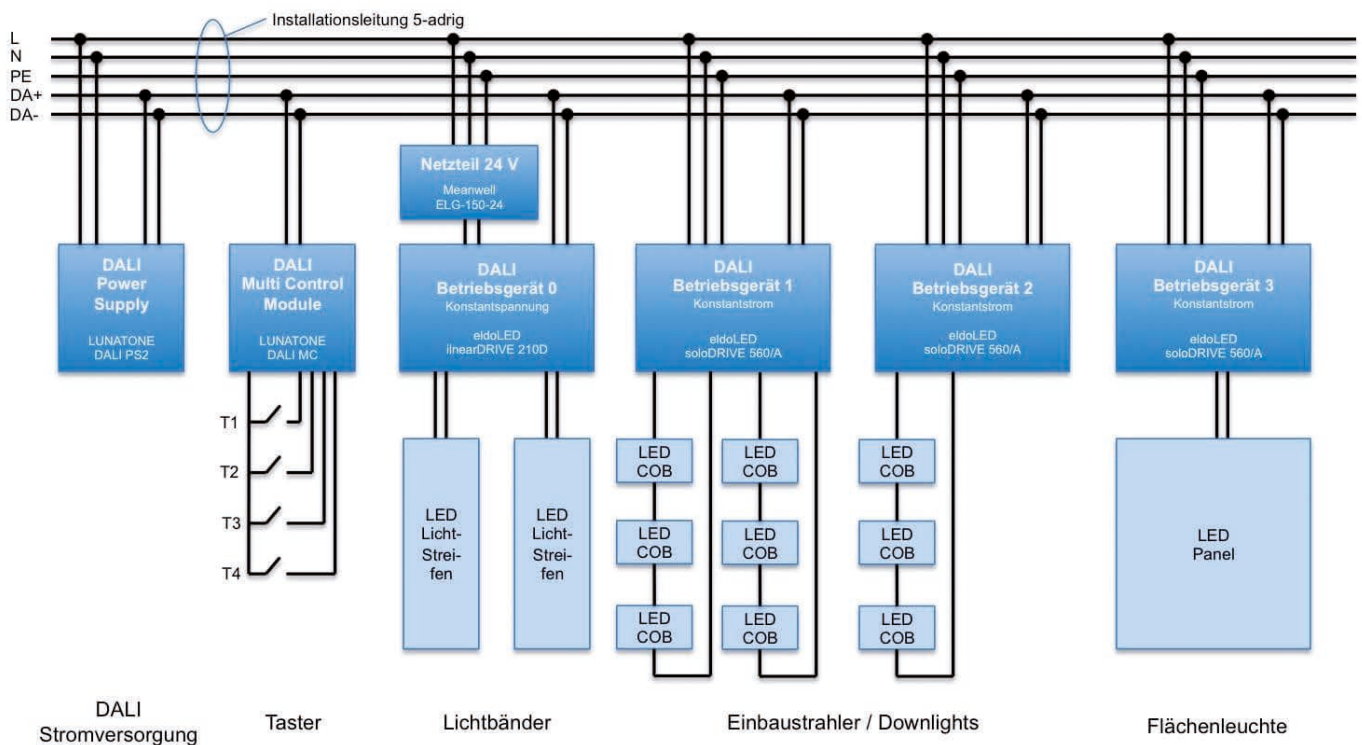 Installationsleitung 5-adrig
L
N
PE
DA+
DA-
Netzteil 24 V
Meanwell
ELG-150-24
DALI
Power
Supply
LUNATONE
DALI PS2
DALI
Multi Control
Module
LUNATONE
DALI MC
DALI
Betriebsgerät 0
Konstantspannung
eldoLED
ilnearDRIVE 210D
DALI
Betriebsgerät 1
Konstantstrom
eldoLED
soloDRIVE 560/A
DALI
Betriebsgerät 2
Konstantstrom
eldoLED
soloDRIVE 560/A
DALI
Betriebsgerät 3
Konstantstrom
eldoLED
soloDRIVE 560/A
T1
T2
T3
T4
LED
Licht-
Strei-
fen
LED
Licht-
Strei-
fen
LED
COB
LED
COB
LED
COB
LED
COB
LED
COB
LED
COB
LED
COB
LED
COB
LED
COB
LED
Panel
DALI
Stromversorgung
Taster
Lichtbänder
Einbaustrahler / Downlights
Flächenleuchte